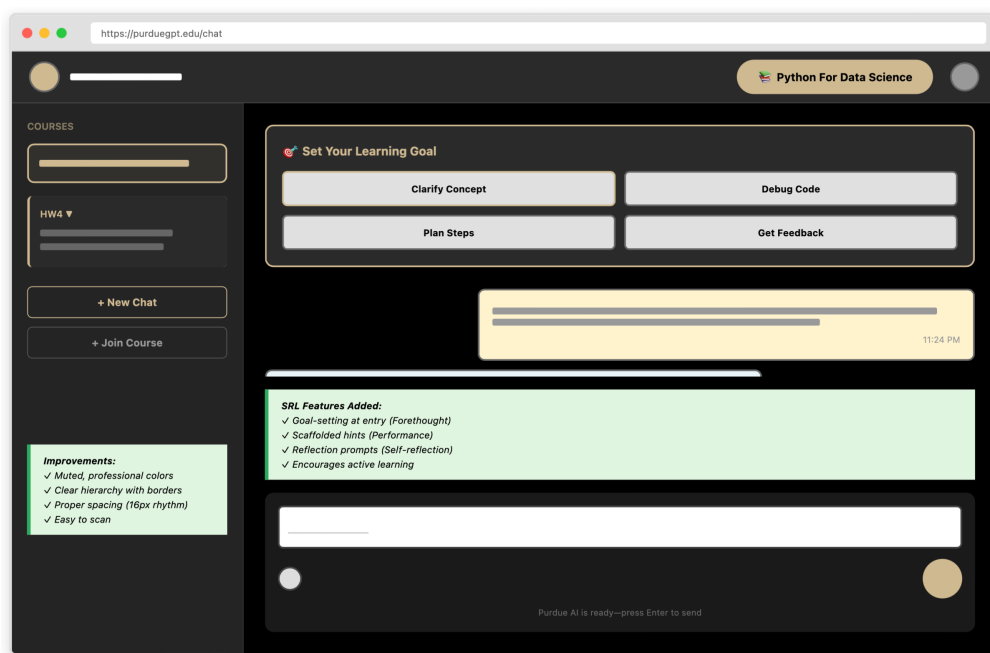 https://purduegpt.edu/chat
📚 Python For Data Science
COURSES
HW4 ▼
+ New Chat
+ Join Course
Improvements:
✓ Muted, professional colors
✓ Clear hierarchy with borders
✓ Proper spacing (16px rhythm)
✓ Easy to scan
🎯 Set Your Learning Goal
Clarify Concept
Debug Code
Plan Steps
Get Feedback
11:24 PM
SRL Features Added:
✓ Goal-setting at entry (Forethought)
✓ Scaffolded hints (Performance)
✓ Reflection prompts (Self-reflection)
✓ Encourages active learning
Purdue AI is ready—press Enter to send